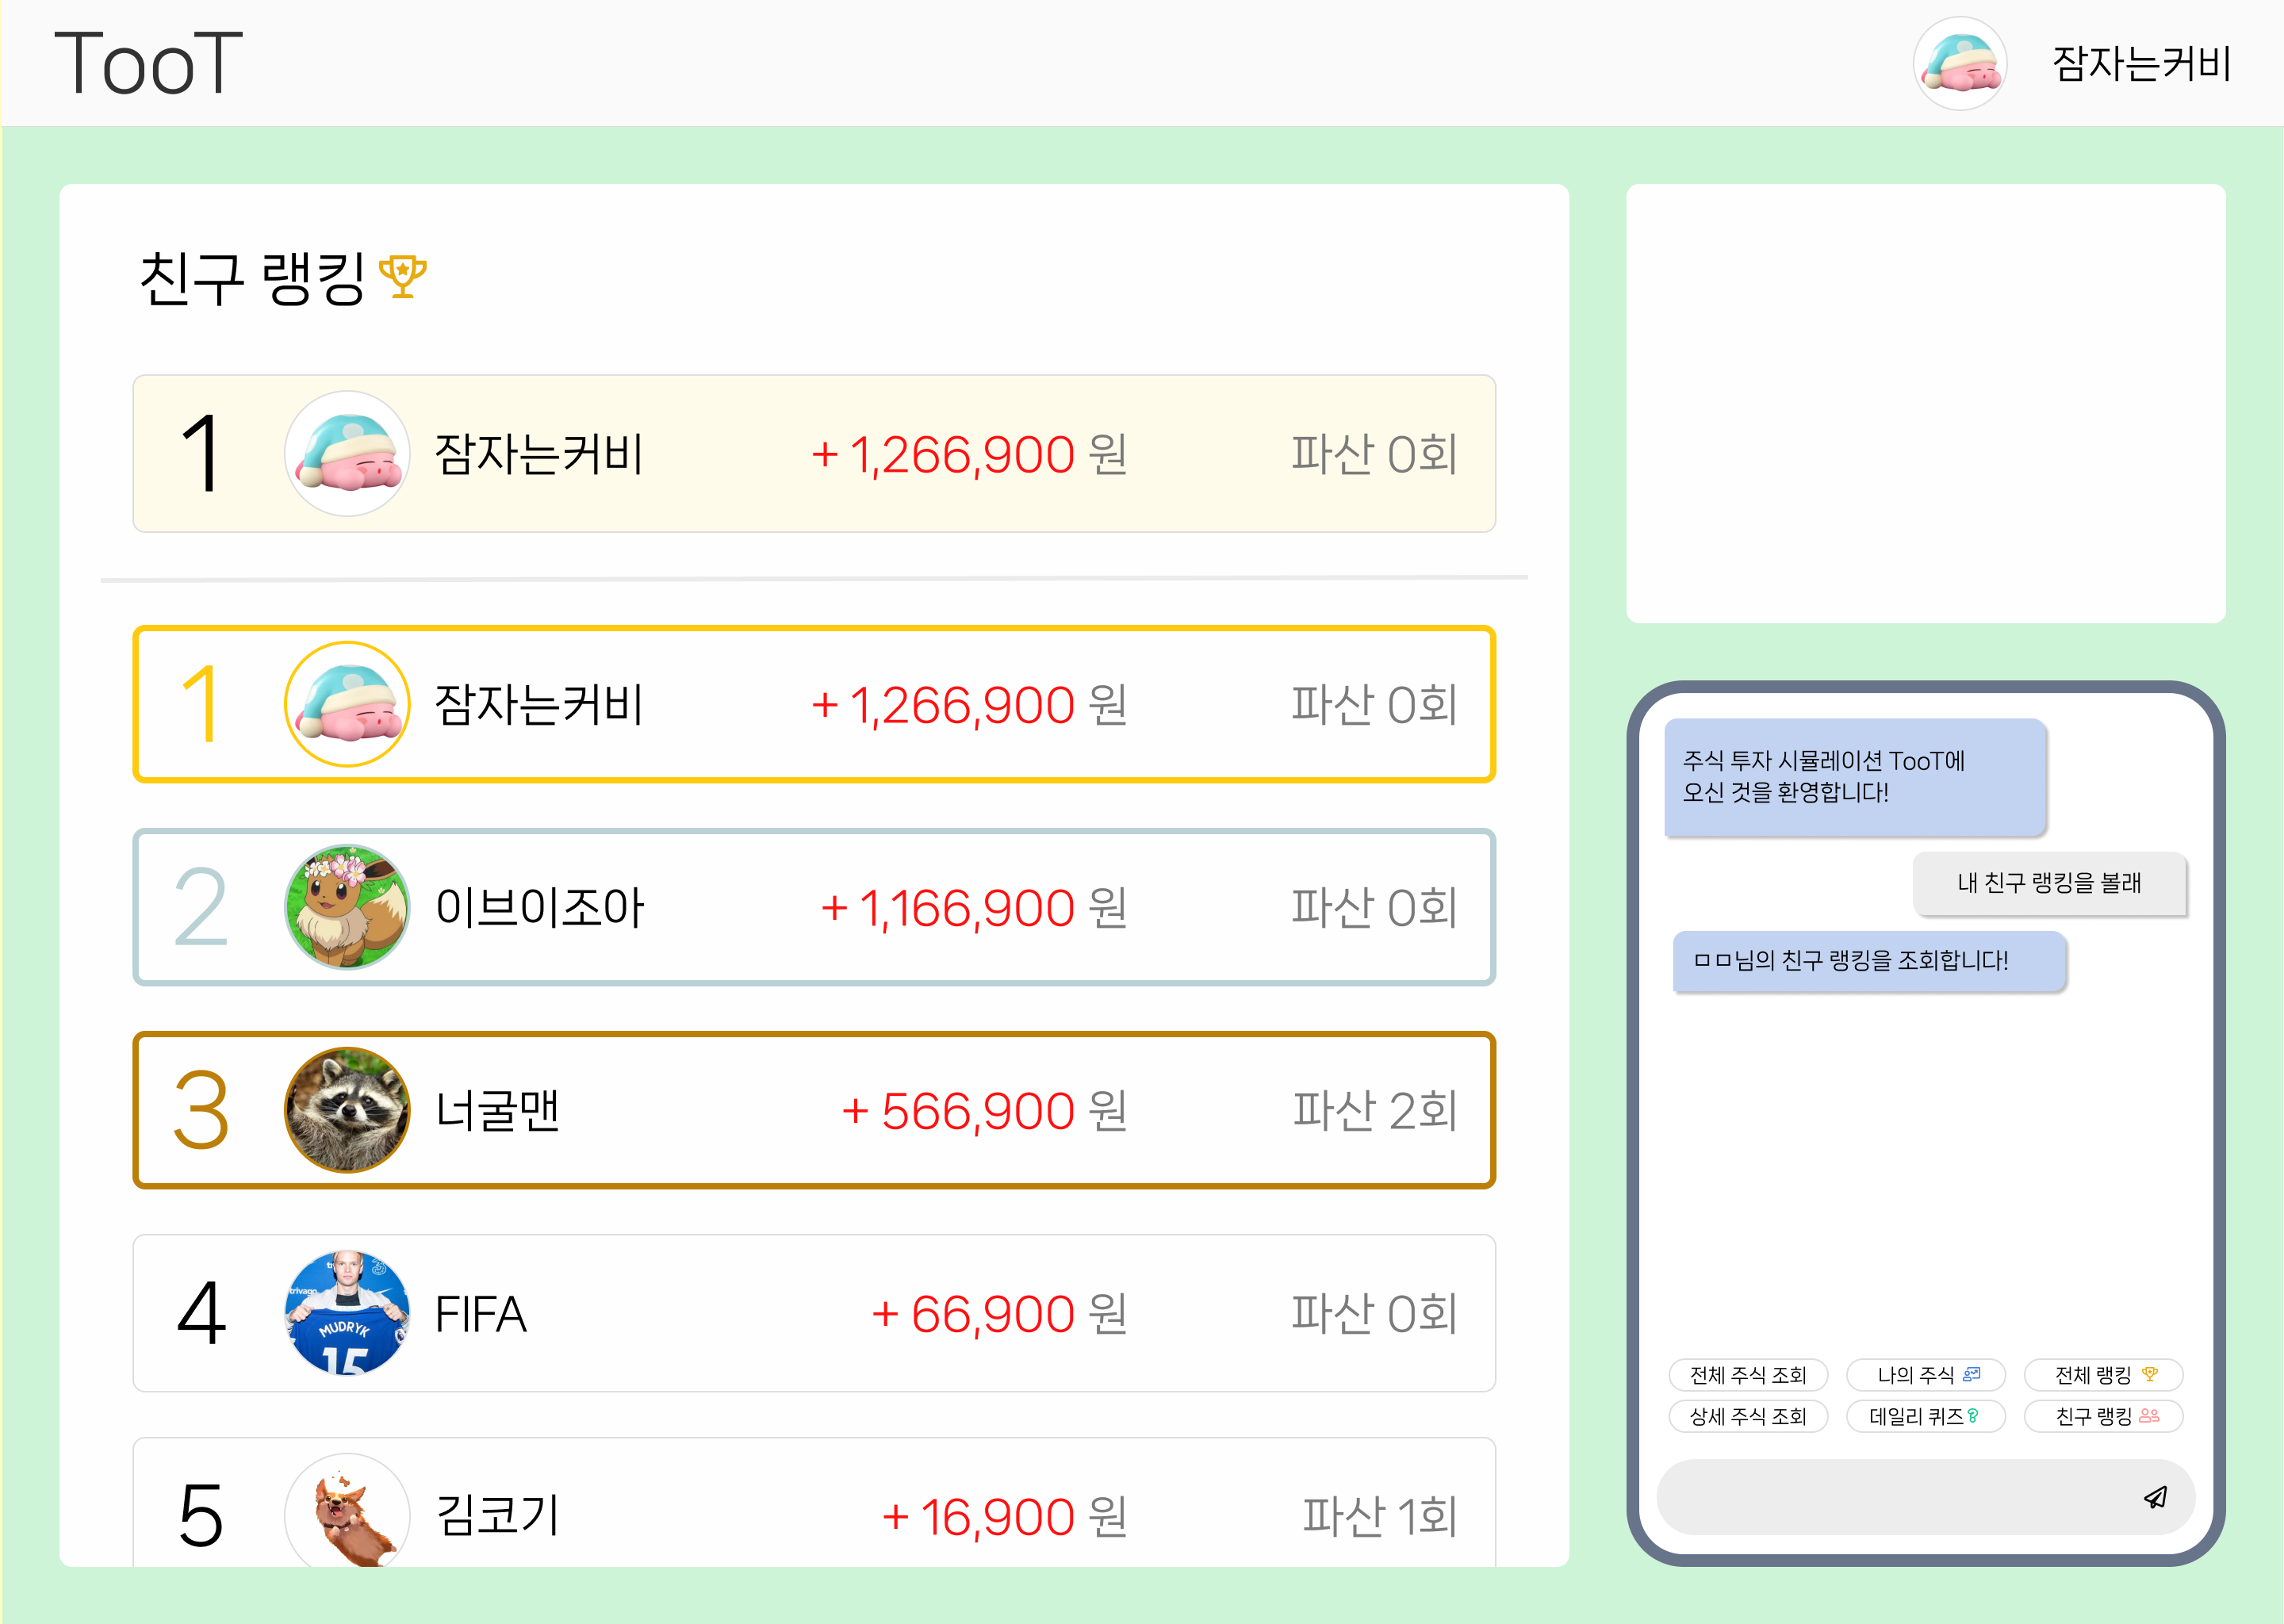 TooT
잠자는커비
친구 랭킹
1 잠자는커비 + 1,266,900 원 파산 0회
1 잠자는커비 + 1,266,900 원 파산 0회
2 이브이조아 + 1,166,900 원 파산 0회
3 너굴맨 + 566,900 원 파산 2회
4 FIFA + 66,900 원 파산 0회
trivago
MUDRYK
15
5 김코기 + 16,900 원 파산 1회
주식 투자 시뮬레이션 TooT에
오신 것을 환영합니다!
내 친구 랭킹을 볼래
ㅁㅁ님의 친구 랭킹을 조회합니다!
전체 주식 조회 나의 주식 전체 랭킹
상세 주식 조회 데일리 퀴즈 친구 랭킹